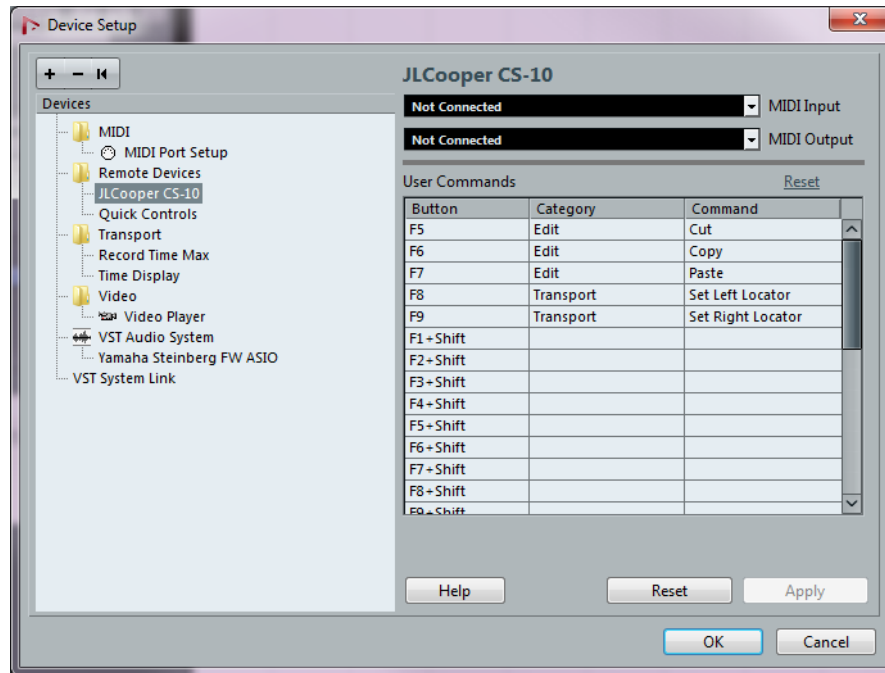 Device Setup
+ −
Devices
MIDI
MIDI Port Setup
Remote Devices
JLCooper CS-10
Quick Controls
Transport
Record Time Max
Time Display
Video
Video Player
VST Audio System
Yamaha Steinberg FW ASIO
VST System Link
JLCooper CS-10
Not Connected MIDI Input
Not Connected MIDI Output
User Commands Reset
Button Category Command
F5 Edit Cut
F6 Edit Copy
F7 Edit Paste
F8 Transport Set Left Locator
F9 Transport Set Right Locator
F1+Shift
F2+Shift
F3+Shift
F4+Shift
F5+Shift
F6+Shift
F7+Shift
F8+Shift
F9+Shift
Help Reset Apply
OK Cancel